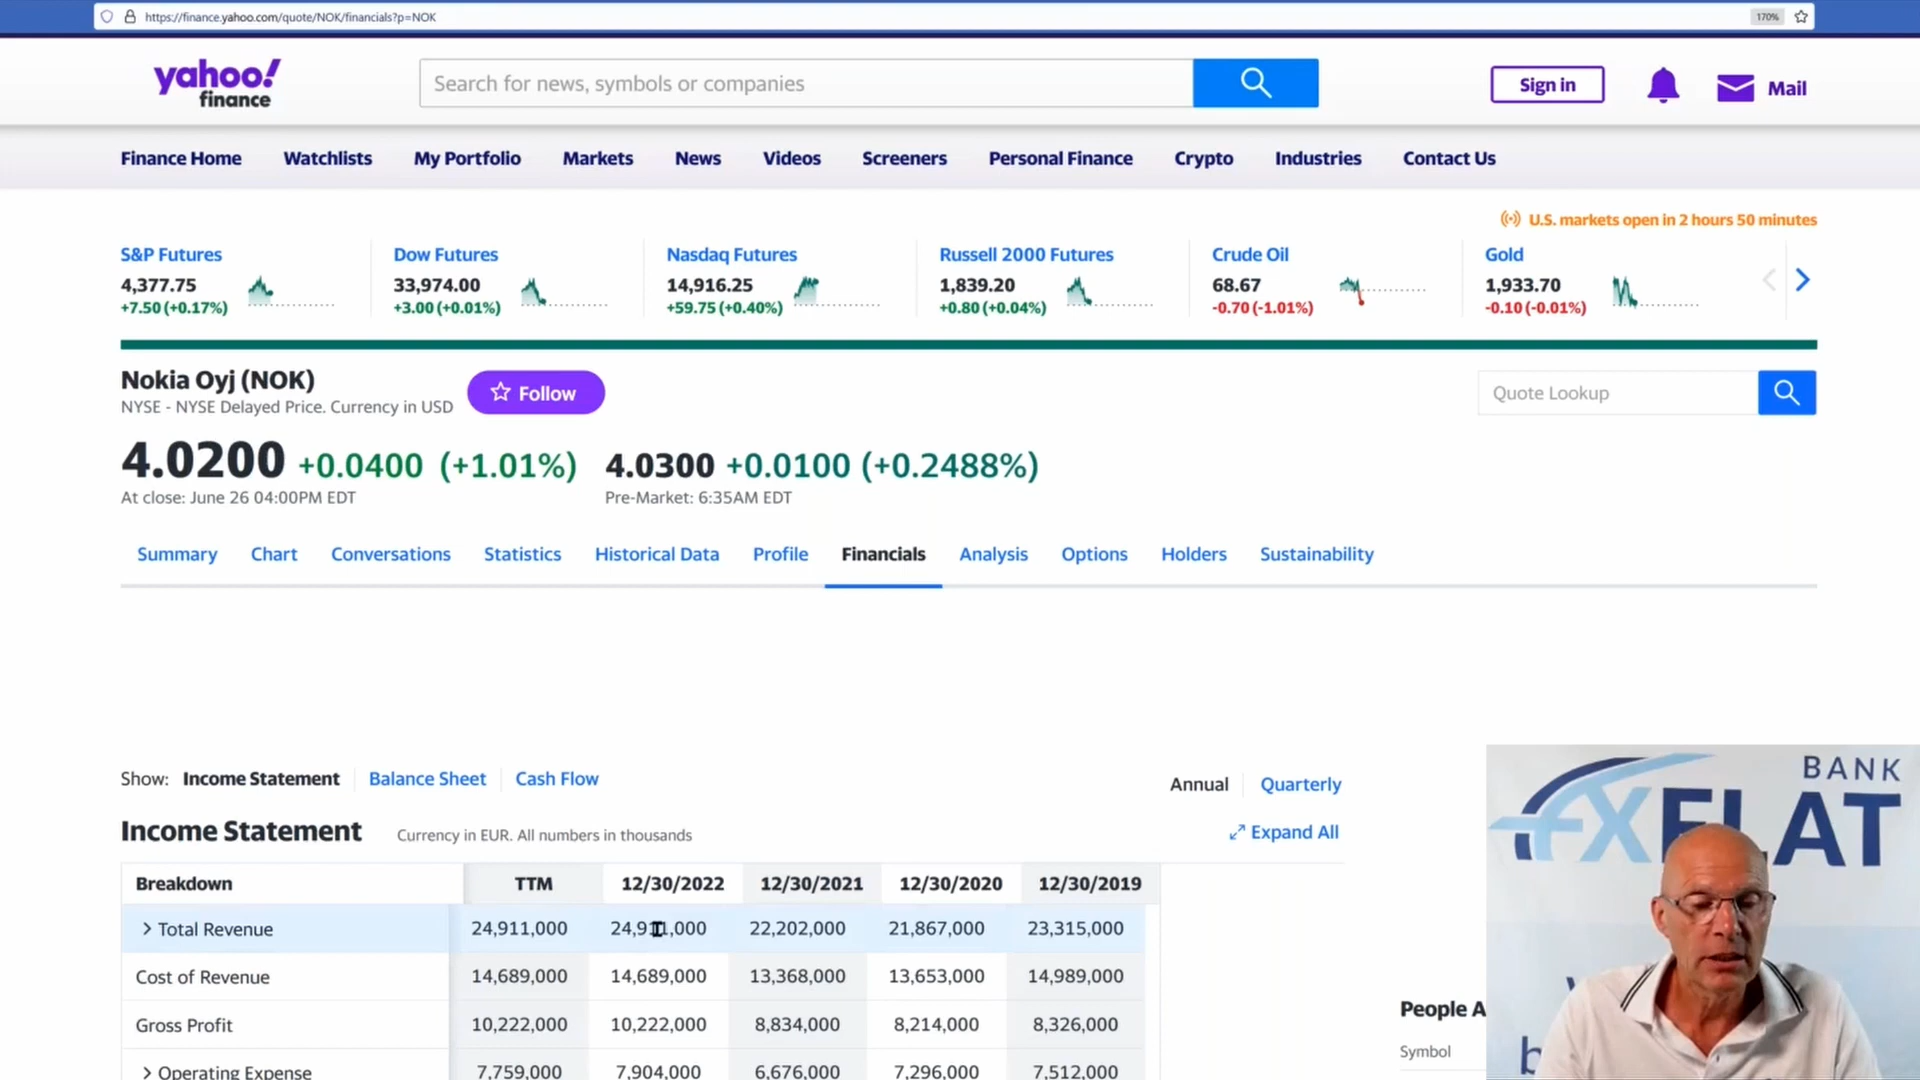 https://finance.yahoo.com/quote/NOK/financials?p=NOK
170%
yahoo!
finance
Search for news, symbols or companies
Sign in
Mail
Finance Home Watchlists My Portfolio Markets News Videos Screeners Personal Finance Crypto Industries Contact Us
U.S. markets open in 2 hours 50 minutes
S&P Futures Dow Futures Nasdaq Futures Russell 2000 Futures Crude Oil Gold
4,377.75 33,974.00 14,916.25 1,839.20 68.67 1,933.70
+7.50 (+0.17%) +3.00 (+0.01%) +59.75 (+0.40%) +0.80 (+0.04%) -0.70 (-1.01%) -0.10 (-0.01%)
Nokia Oyj (NOK)
Follow
NYSE - NYSE Delayed Price. Currency in USD
Quote Lookup
4.0200 +0.0400 (+1.01%) 4.0300 +0.0100 (+0.2488%)
At close: June 26 04:00PM EDT Pre-Market: 6:35AM EDT
Summary Chart Conversations Statistics Historical Data Profile Financials Analysis Options Holders Sustainability
Show: Income Statement Balance Sheet Cash Flow
Annual Quarterly
Income Statement Currency in EUR. All numbers in thousands
Expand All
Breakdown TTM 12/30/2022 12/30/2021 12/30/2020 12/30/2019
Total Revenue 24,911,000 24,911,000 22,202,000 21,867,000 23,315,000
Cost of Revenue 14,689,000 14,689,000 13,368,000 13,653,000 14,989,000
Gross Profit 10,222,000 10,222,000 8,834,000 8,214,000 8,326,000
Operating Expense 7,759,000 7,904,000 6,676,000 7,296,000 7,512,000
People A
Symbol
BANK
FXFLAT